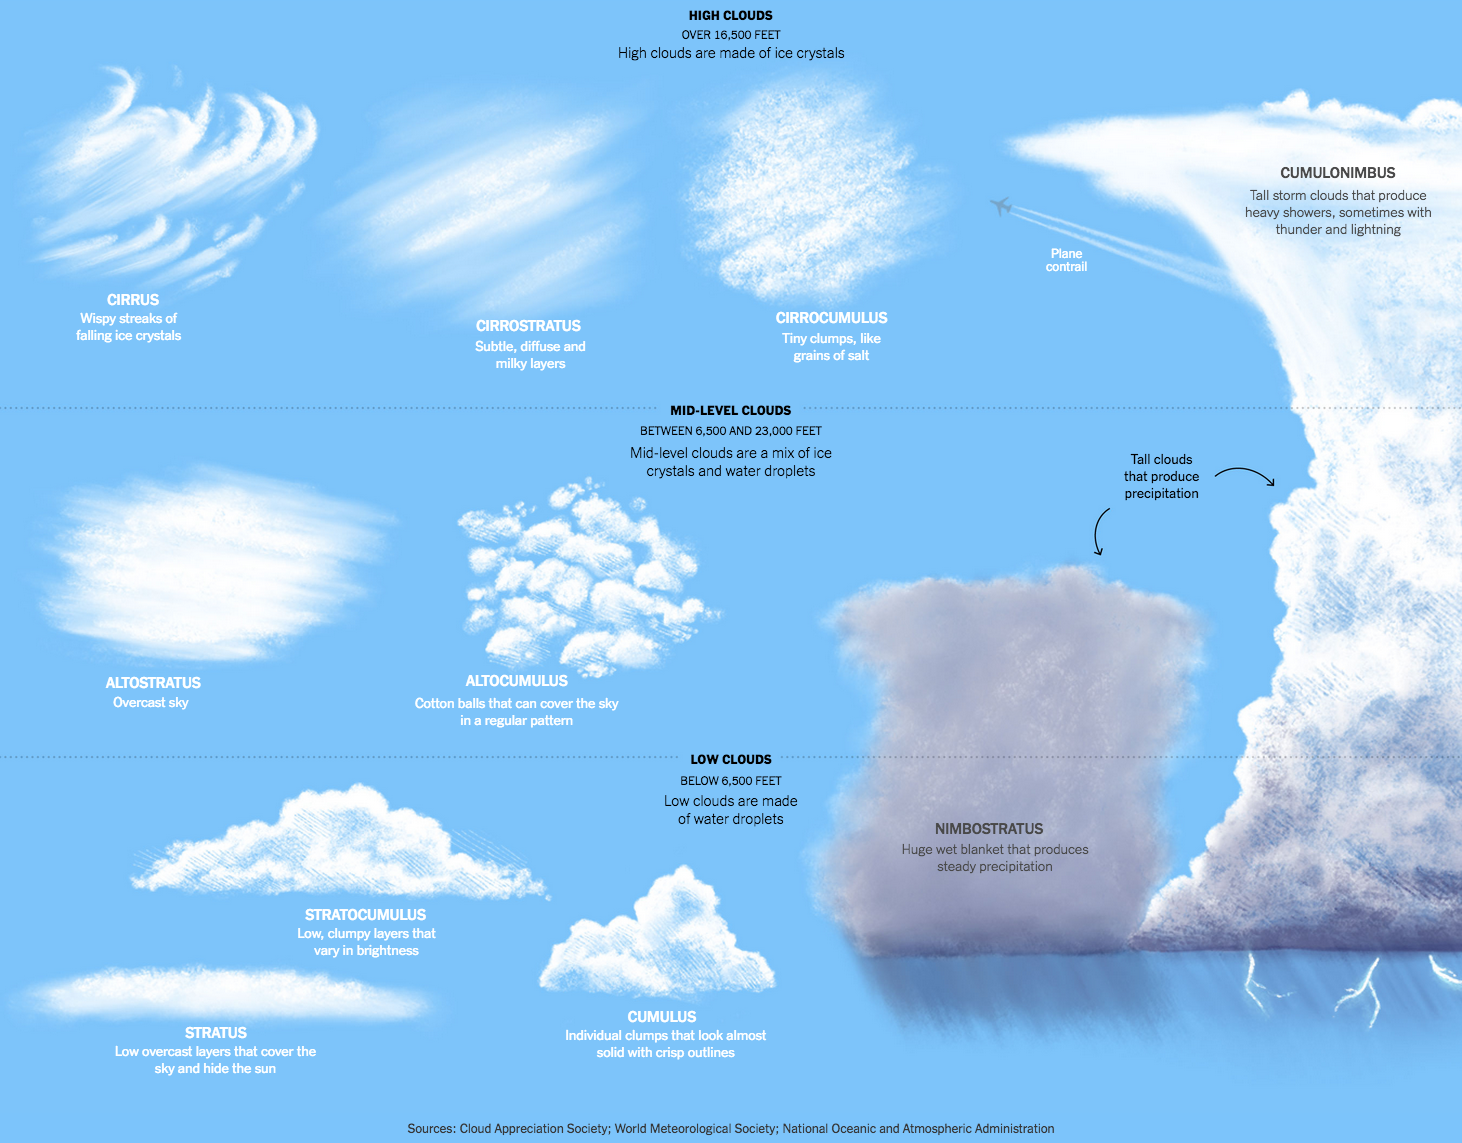 HIGH CLOUDS
OVER 16,500 FEET
High clouds are made of ice crystals
CIRRUS
Wispy streaks of
falling ice crystals
CIRROSTRATUS
Subtle, diffuse and
milky layers
CIRROCUMULUS
Tiny clumps, like
grains of salt
Plane
contrail
CUMULONIMBUS
Tall storm clouds that produce
heavy showers, sometimes with
thunder and lightning
MID-LEVEL CLOUDS
BETWEEN 6,500 AND 23,000 FEET
Mid-level clouds are a mix of ice
crystals and water droplets
Tall clouds
that produce
precipitation
ALTOSTRATUS
Overcast sky
ALTOCUMULUS
Cotton balls that can cover the sky
in a regular pattern
LOW CLOUDS
BELOW 6,500 FEET
Low clouds are made
of water droplets
NIMBOSTRATUS
Huge wet blanket that produces
steady precipitation
STRATOCUMULUS
Low, clumpy layers that
vary in brightness
STRATUS
Low overcast layers that cover the
sky and hide the sun
CUMULUS
Individual clumps that look almost
solid with crisp outlines
Sources: Cloud Appreciation Society; World Meteorological Society; National Oceanic and Atmospheric Administration